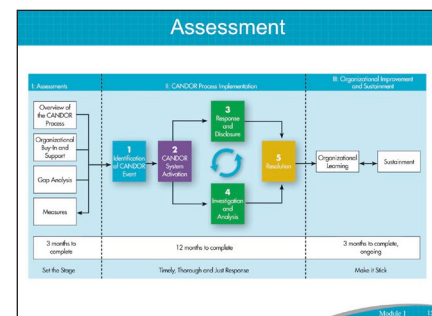 Assessment
I: Assessments
II: CANDOR Process Implementation
III: Organizational Improvement
and Sustainment
Overview of
the CANDOR
Process
Organizational
Buy-In and
Support
Gap Analysis
Measures
1
Identification
of CANDOR
Event
2
CANDOR
System
Activation
3
Response
and
Disclosure
4
Investigation
and
Analysis
5
Resolution
Organizational
Learning
Sustainment
3 months to
complete
12 months to complete
3 months to complete,
ongoing
Set the Stage
Timely, Thorough and Just Response
Make it Stick
Module 1